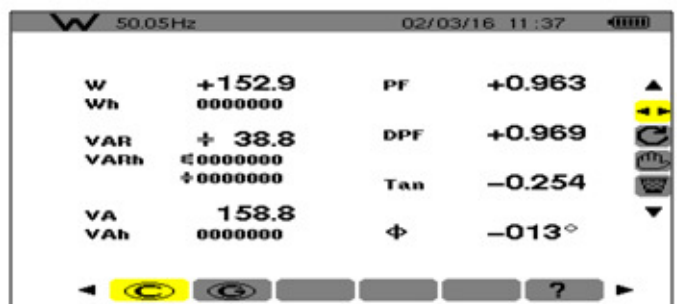 W 50.05Hz 02/03/16 11:37
W +152.9 PF +0.963
Wh 0000000
VAR ÷ 38.8 DPF +0.969
VARh 0000000
÷0000000 Tan −0.254
VA 158.8
VAh 0000000 Φ −013°
?